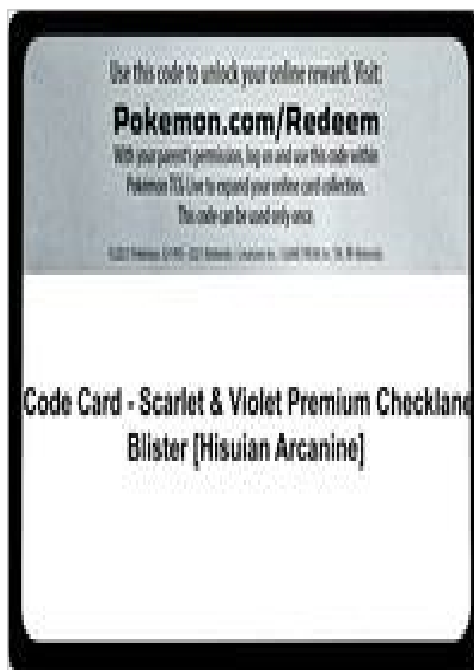 Use this code to unlock your online reward. Visit:
Pokemon.com/Redeem
With your parent's permission, log on and use this code within
Pokémon TCG Live to expand your online card collection.
This code can be used only once.
Code Card - Scarlet & Violet Premium Checklane
Blister [Hisuian Arcanine]